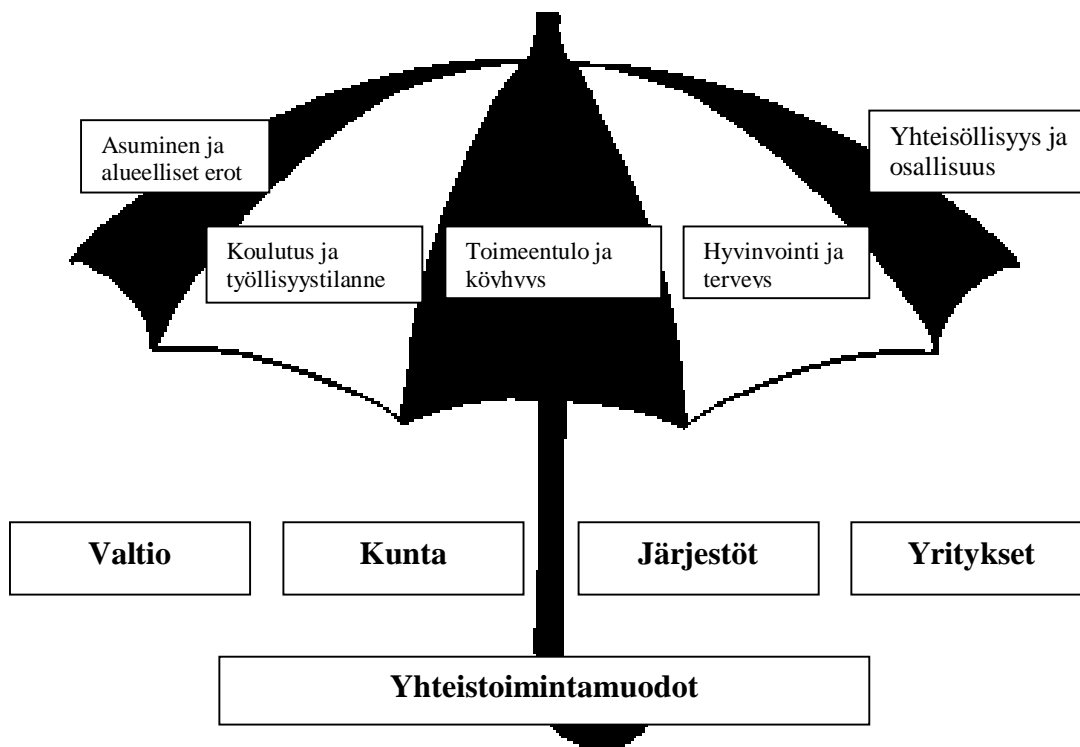 Asuminen ja
alueelliset erot
Yhteisöllisyys ja
osallisuus
Koulutus ja
työllisyystilanne
Toimeentulo ja
köyhyys
Hyvinvointi ja
terveys
Valtio
Kunta
Järjestöt
Yritykset
Yhteistoimintamuodot